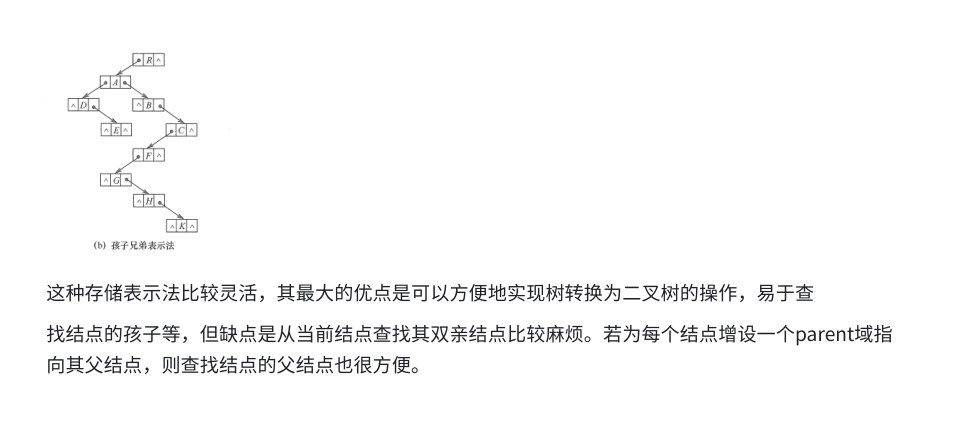 R ^
A
^ D
^ B
^ E ^
C ^
F ^
^ G
^ H
^ K ^
(b) 孩子兄弟表示法
这种存储表示法比较灵活，其最大的优点是可以方便地实现树转换为二叉树的操作，易于查
找结点的孩子等，但缺点是从当前结点查找其双亲结点比较麻烦。若为每个结点增设一个parent域指
向其父结点，则查找结点的父结点也很方便。